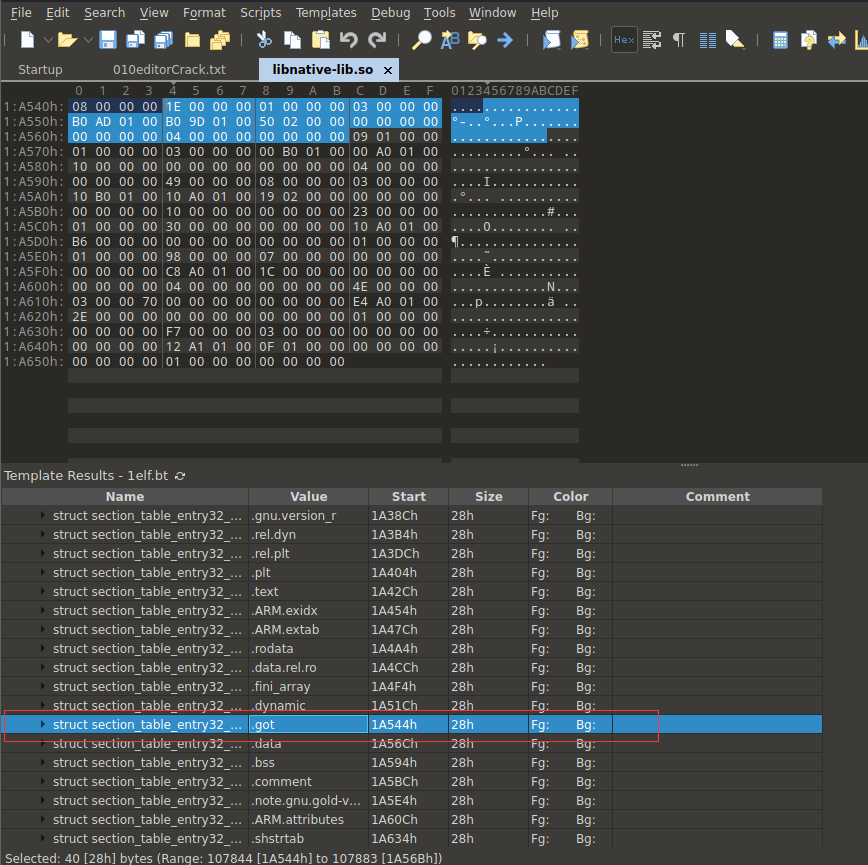 File Edit Search View Format Scripts Templates Debug Tools Window Help
Hex
Startup 010editorCrack.txt libnative-lib.so ×
0 1 2 3 4 5 6 7 8 9 A B C D E F 0123456789ABCDEF
1:A540h: 08 00 00 00 1E 00 00 00 01 00 00 00 03 00 00 00 ................
1:A550h: B0 AD 01 00 B0 9D 01 00 50 02 00 00 00 00 00 00 °-..°...P.......
1:A560h: 00 00 00 00 04 00 00 00 00 00 00 00 09 01 00 00 ................
1:A570h: 01 00 00 00 03 00 00 00 00 B0 01 00 00 A0 01 00 .........°... ..
1:A580h: 10 00 00 00 00 00 00 00 00 00 00 00 04 00 00 00 ................
1:A590h: 00 00 00 00 49 00 00 00 08 00 00 00 03 00 00 00 ....I...........
1:A5A0h: 10 B0 01 00 10 A0 01 00 19 02 00 00 00 00 00 00 .°... ..........
1:A5B0h: 00 00 00 00 10 00 00 00 00 00 00 00 23 00 00 00 ............#...
1:A5C0h: 01 00 00 00 30 00 00 00 00 00 00 00 10 A0 01 00 ....0........ ..
1:A5D0h: B6 00 00 00 00 00 00 00 00 00 00 00 01 00 00 00 ¶...............
1:A5E0h: 01 00 00 00 98 00 00 00 07 00 00 00 00 00 00 00 ....˜...........
1:A5F0h: 00 00 00 00 C8 A0 01 00 1C 00 00 00 00 00 00 00 ....È ..........
1:A600h: 00 00 00 00 04 00 00 00 00 00 00 00 4E 00 00 00 ............N...
1:A610h: 03 00 00 70 00 00 00 00 00 00 00 00 E4 A0 01 00 ...p........ä ..
1:A620h: 2E 00 00 00 00 00 00 00 00 00 00 00 01 00 00 00 ................
1:A630h: 00 00 00 00 F7 00 00 00 03 00 00 00 00 00 00 00 ....÷...........
1:A640h: 00 00 00 00 12 A1 01 00 0F 01 00 00 00 00 00 00 .....¡..........
1:A650h: 00 00 00 00 01 00 00 00 00 00 00 00 ............
Template Results - 1elf.bt
Name Value Start Size Color Comment
struct section_table_entry32_... .gnu.version_r 1A38Ch 28h Fg: Bg:
struct section_table_entry32_... .rel.dyn 1A3B4h 28h Fg: Bg:
struct section_table_entry32_... .rel.plt 1A3DCh 28h Fg: Bg:
struct section_table_entry32_... .plt 1A404h 28h Fg: Bg:
struct section_table_entry32_... .text 1A42Ch 28h Fg: Bg:
struct section_table_entry32_... .ARM.exidx 1A454h 28h Fg: Bg:
struct section_table_entry32_... .ARM.extab 1A47Ch 28h Fg: Bg:
struct section_table_entry32_... .rodata 1A4A4h 28h Fg: Bg:
struct section_table_entry32_... .data.rel.ro 1A4CCh 28h Fg: Bg:
struct section_table_entry32_... .fini_array 1A4F4h 28h Fg: Bg:
struct section_table_entry32_... .dynamic 1A51Ch 28h Fg: Bg:
struct section_table_entry32_... .got 1A544h 28h Fg: Bg:
struct section_table_entry32_... .data 1A56Ch 28h Fg: Bg:
struct section_table_entry32_... .bss 1A594h 28h Fg: Bg:
struct section_table_entry32_... .comment 1A5BCh 28h Fg: Bg:
struct section_table_entry32_... .note.gnu.gold-v... 1A5E4h 28h Fg: Bg:
struct section_table_entry32_... .ARM.attributes 1A60Ch 28h Fg: Bg:
struct section_table_entry32_... .shstrtab 1A634h 28h Fg: Bg:
Selected: 40 [28h] bytes (Range: 107844 [1A544h] to 107883 [1A56Bh])